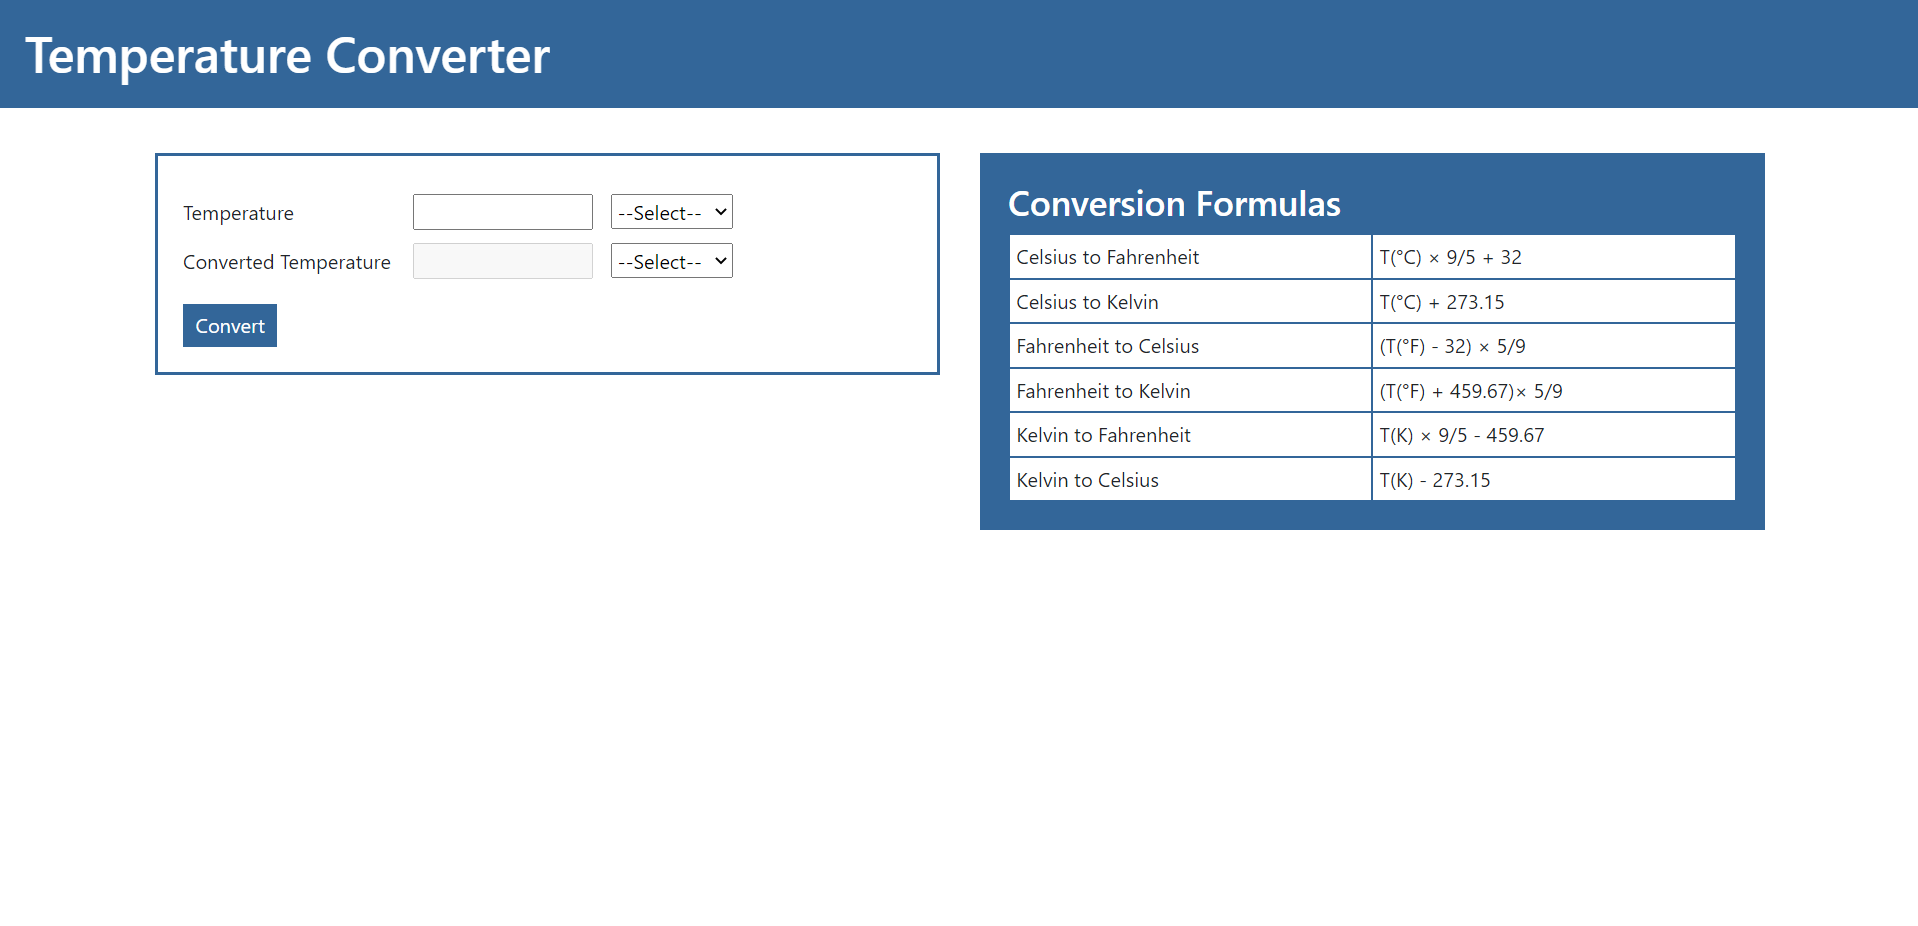 Temperature Converter
Temperature --Select--
Converted Temperature --Select--
Convert
Conversion Formulas
Celsius to Fahrenheit T(°C) × 9/5 + 32
Celsius to Kelvin T(°C) + 273.15
Fahrenheit to Celsius (T(°F) - 32) × 5/9
Fahrenheit to Kelvin (T(°F) + 459.67)× 5/9
Kelvin to Fahrenheit T(K) × 9/5 - 459.67
Kelvin to Celsius T(K) - 273.15